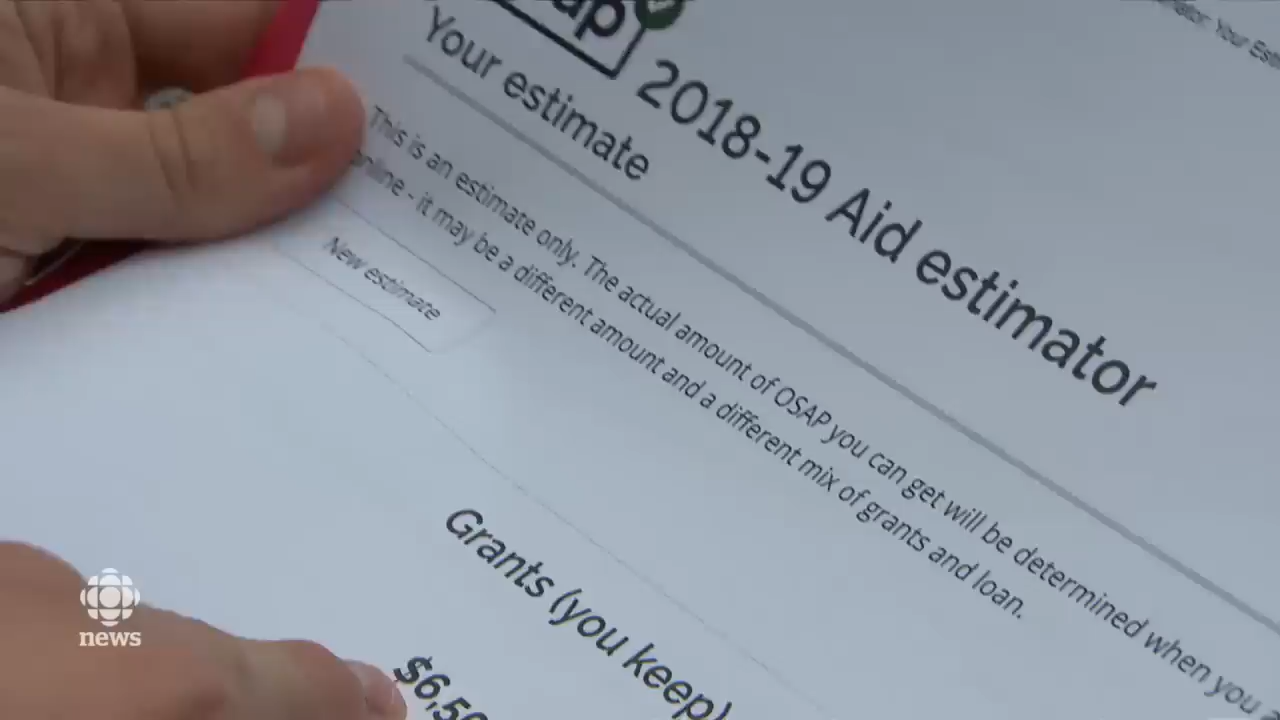 2018-19 Aid estimator
Your estimate
This is an estimate only. The actual amount of OSAP you can get will be determined when you
online - it may be a different amount and a different mix of grants and loan.
New estimate
Grants (you keep)
$6,50
news